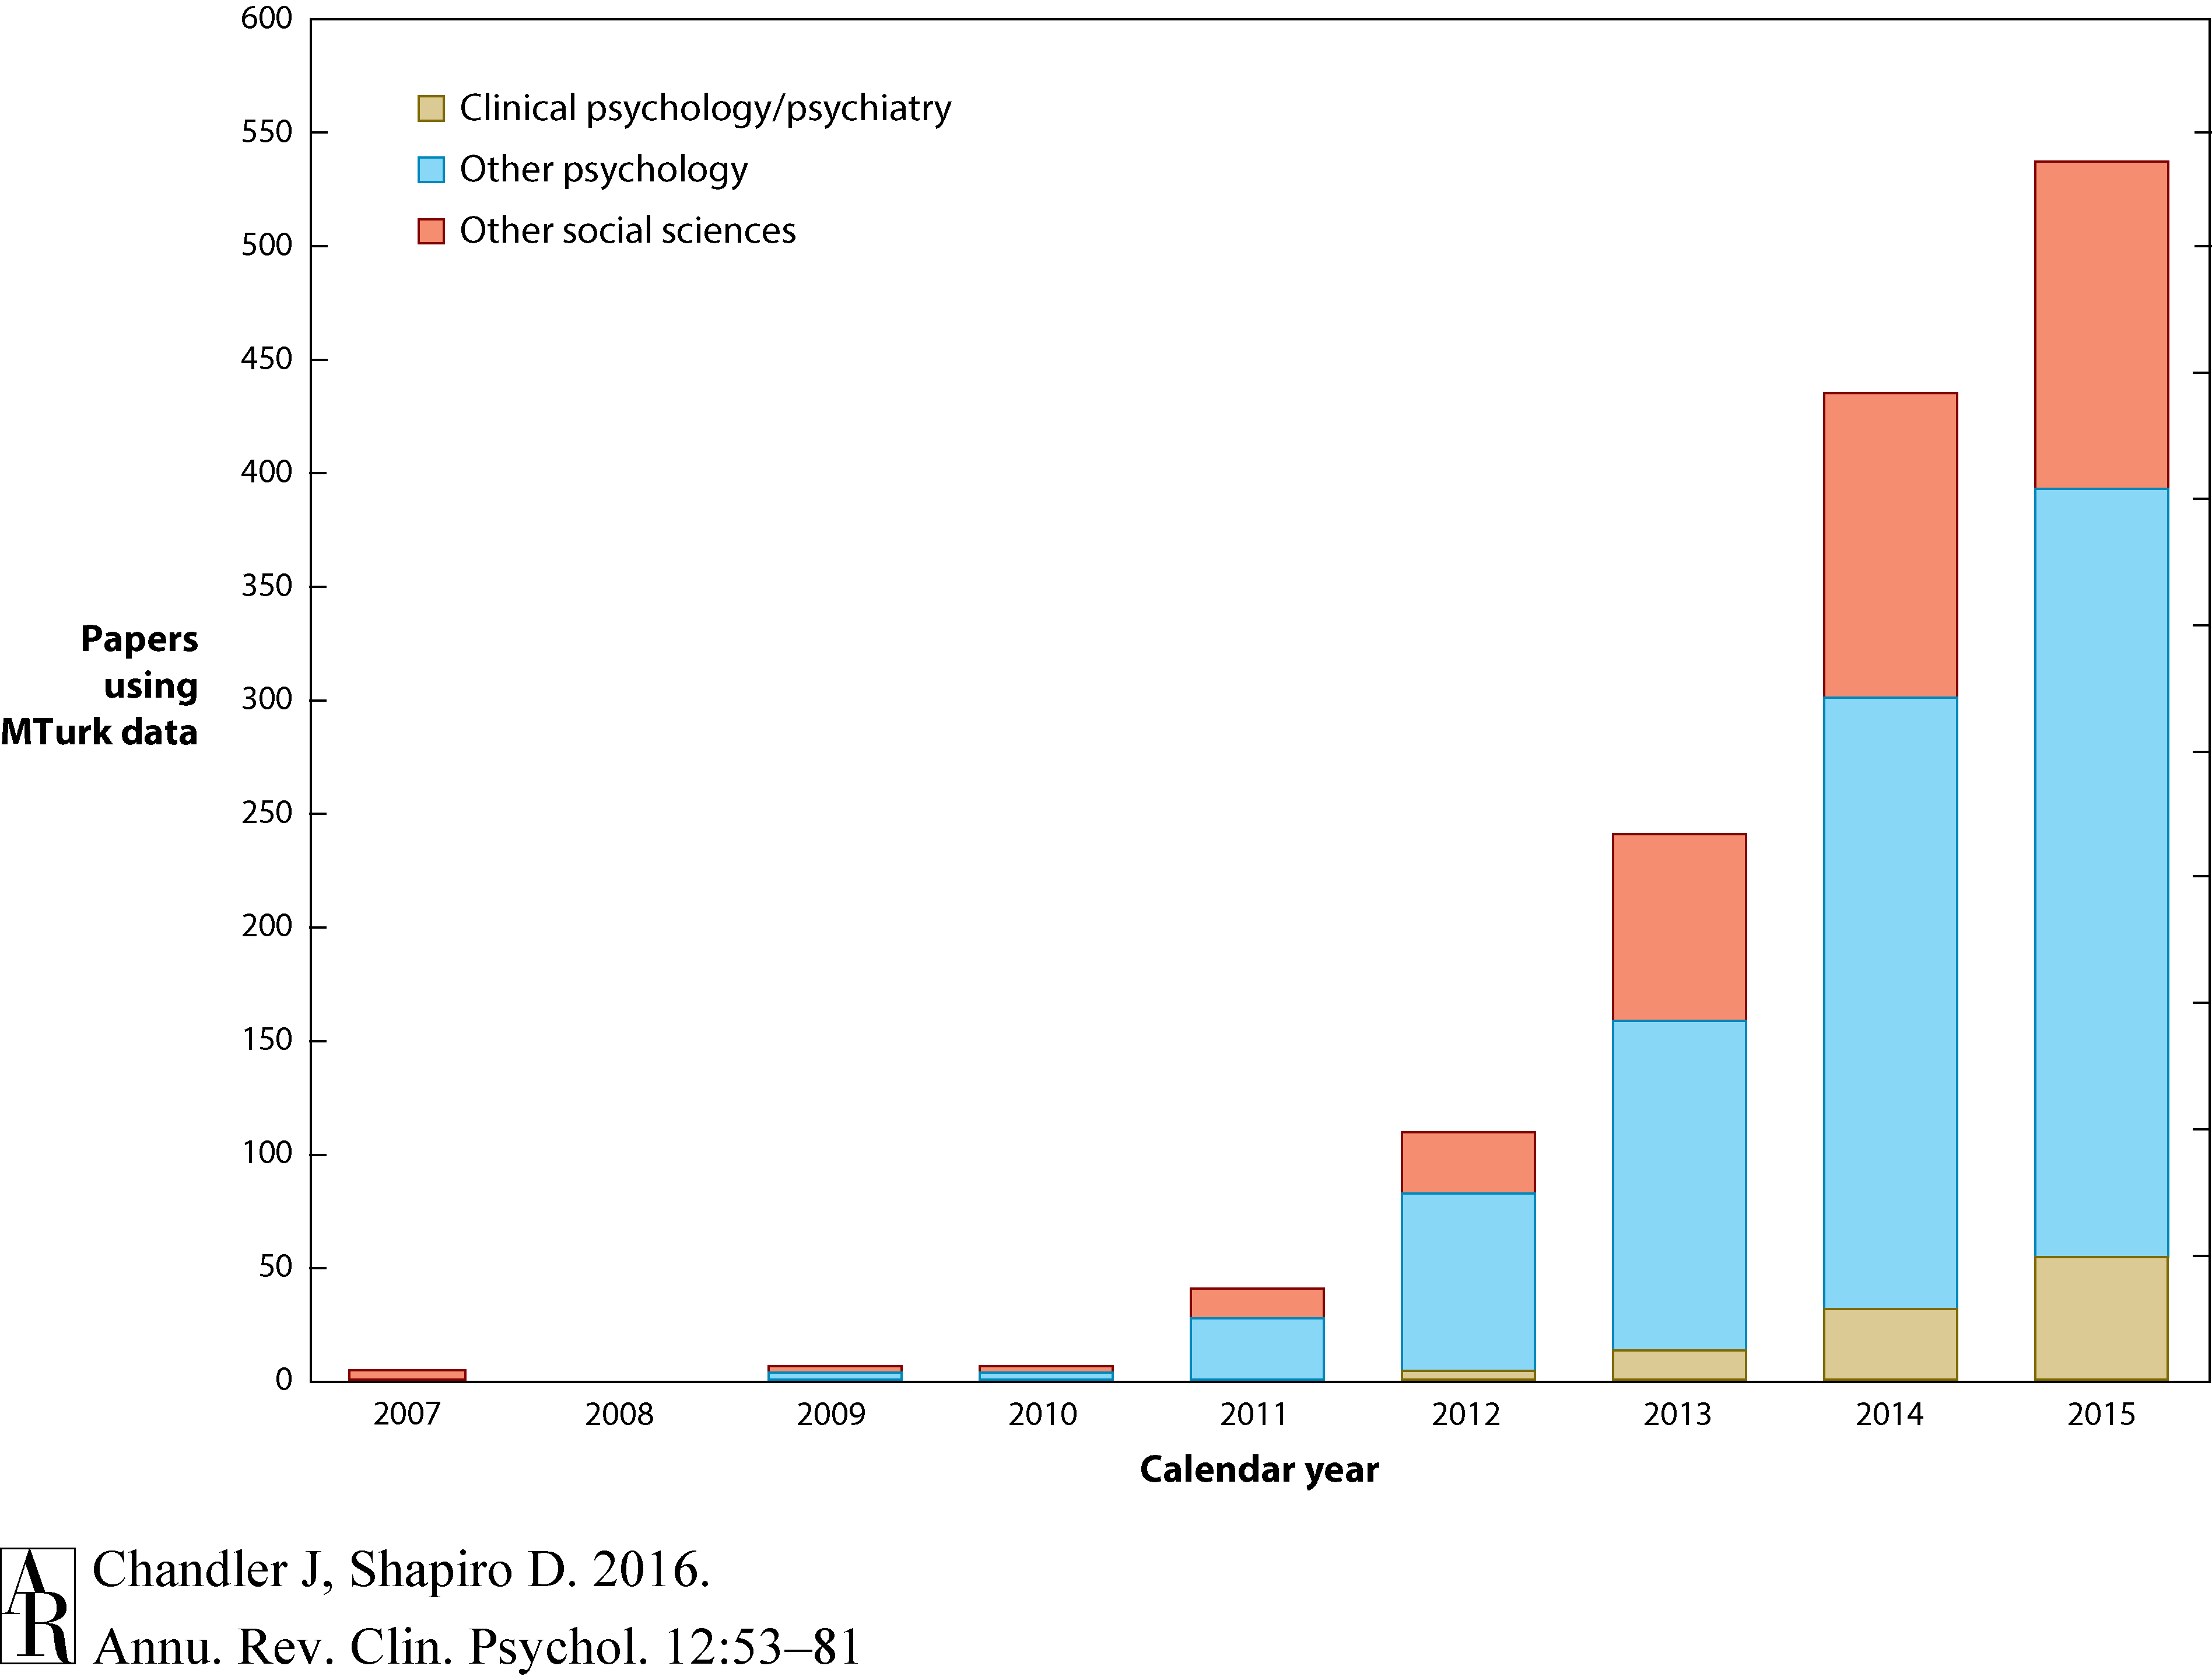 600
550
500
450
400
350
300
250
200
150
100
50
0
Clinical psychology/psychiatry
Other psychology
Other social sciences
Papers
using
MTurk data
2007 2008 2009 2010 2011 2012 2013 2014 2015
Calendar year
AR
Chandler J, Shapiro D. 2016.
Annu. Rev. Clin. Psychol. 12:53–81